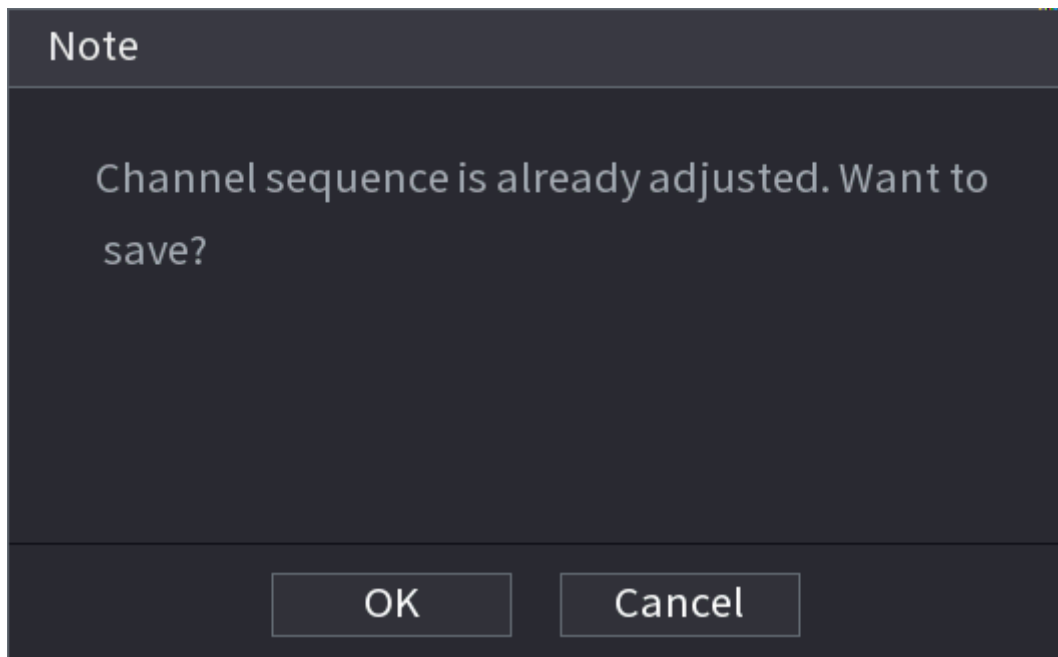 Note
Channel sequence is already adjusted. Want to
save?
OK
Cancel